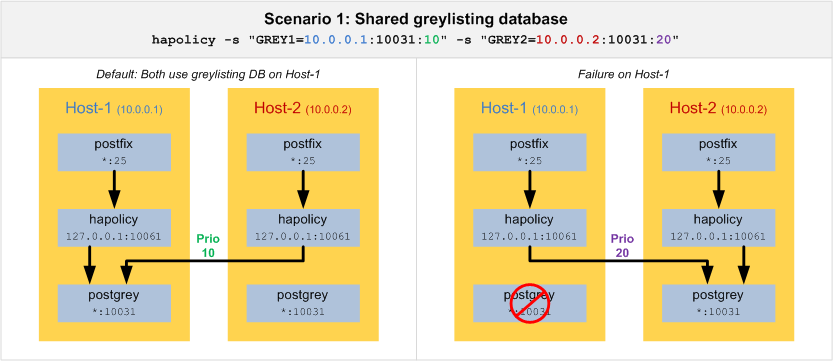 Scenario 1: Shared greylisting database
hapolicy -s "GREY1=10.0.0.1:10031:10" -s "GREY2=10.0.0.2:10031:20"
Default: Both use greylisting DB on Host-1
Host-1 (10.0.0.1)
postfix
*:25
hapolicy
127.0.0.1:10061
postgrey
*:10031
Host-2 (10.0.0.2)
postfix
*:25
hapolicy
127.0.0.1:10061
postgrey
*:10031
Prio
10
Failure on Host-1
Host-1 (10.0.0.1)
postfix
*:25
hapolicy
127.0.0.1:10061
postgrey
*:10031
Host-2 (10.0.0.2)
postfix
*:25
hapolicy
127.0.0.1:10061
postgrey
*:10031
Prio
20